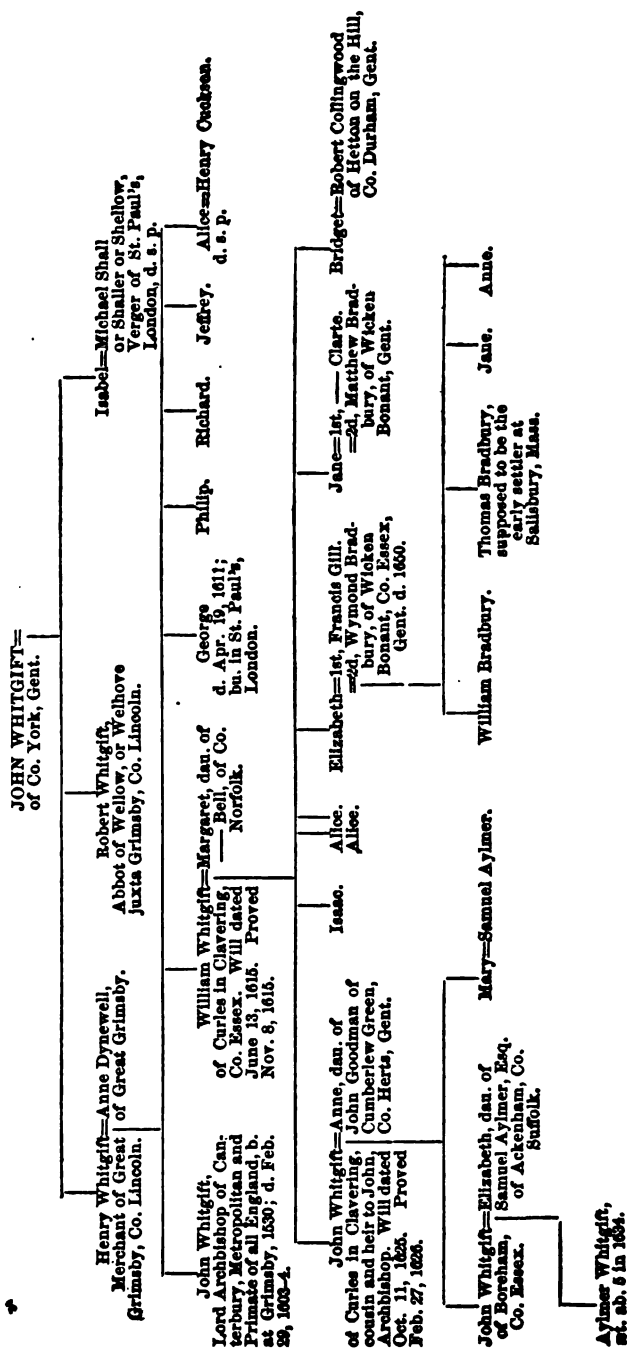 JOHN WHITGIFT=
of Co. York, Gent.
Henry Whitgift=Anne Dynewell,
Merchant of Great of Great Grimsby.
Grimsby, Co. Lincoln.
Robert Whitgift,
Abbot of Wellow, or Welhove
juxta Grimsby, Co. Lincoln.
Isabel=Michael Shall
or Shaller or Shellow,
Verger of St. Paul's,
London, d. s. p.
John Whitgift,
Lord Archbishop of Can-
terbury, Metropolitan and
Primate of all England, b.
at Grimsby, 1530; d. Feb.
29, 1603-4.
William Whitgift=Margaret, dau. of
of Curles in Clavering, —— Bell, of Co.
Co. Essex. Will dated Norfolk.
June 13, 1615. Proved
Nov. 8, 1615.
George
d. Apr. 19, 1611;
bu. in St. Paul's,
London.
Philip.
Richard.
Jeffrey.
Alice=Henry Cuckson.
d. s. p.
John Whitgift=Anne, dau. of
of Curles in Clavering, John Goodman of
cousin and heir to John, Cumberlew Green,
Archbishop. Will dated Co. Herts, Gent.
Oct. 11, 1625. Proved
Feb. 27, 1626.
Isaac.
Alice.
Alice.
Elizabeth=1st, Francis Gill.
=2d, Wymond Brad-
bury, of Wicken
Bonant, Co. Essex,
Gent. d. 1650.
Jane=1st, —— Clarte.
=2d, Matthew Brad-
bury, of Wicken
Bonant, Gent.
Bridget=Robert Collingwood
of Hetton on the Hill,
Co. Durham, Gent.
John Whitgift=Elizabeth, dau. of
of Boreham, Samuel Aylmer, Esq.
Co. Essex. of Ackenham, Co.
Suffolk.
Mary=Samuel Aylmer.
William Bradbury.
Thomas Bradbury,
supposed to be the
early settler at
Salisbury, Mass.
Jane.
Anne.
Aylmer Whitgift,
æt. ab. 5 in 1634.